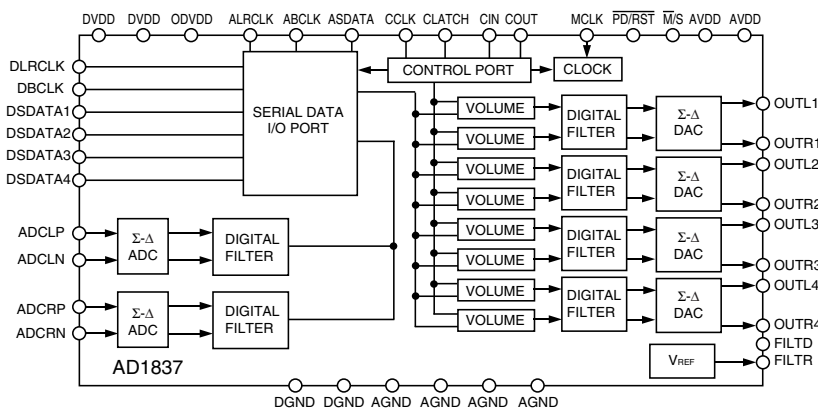 DVDD DVDD ODVDD ALRCLK ABCLK ASDATA CCLK CLATCH CIN COUT MCLK PD/RST M/S AVDD AVDD
DLRCLK
DBCLK
DSDATA1
DSDATA2
DSDATA3
DSDATA4
SERIAL DATA
I/O PORT
CONTROL PORT
CLOCK
VOLUME
VOLUME
DIGITAL
FILTER
Σ-Δ
DAC
OUTL1
OUTR1
VOLUME
VOLUME
DIGITAL
FILTER
Σ-Δ
DAC
OUTL2
OUTR2
VOLUME
VOLUME
DIGITAL
FILTER
Σ-Δ
DAC
OUTL3
OUTR3
VOLUME
VOLUME
DIGITAL
FILTER
Σ-Δ
DAC
OUTL4
OUTR4
ADCLP
ADCLN
Σ-Δ
ADC
DIGITAL
FILTER
ADCRP
ADCRN
Σ-Δ
ADC
DIGITAL
FILTER
FILTD
FILTR
VREF
AD1837
DGND DGND AGND AGND AGND AGND